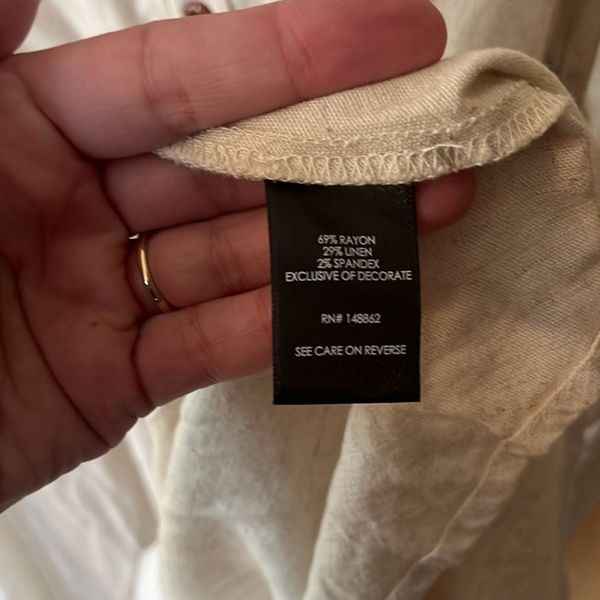 69% RAYON
29% LINEN
2% SPANDEX
EXCLUSIVE OF DECORATE
RN# 148862
SEE CARE ON REVERSE